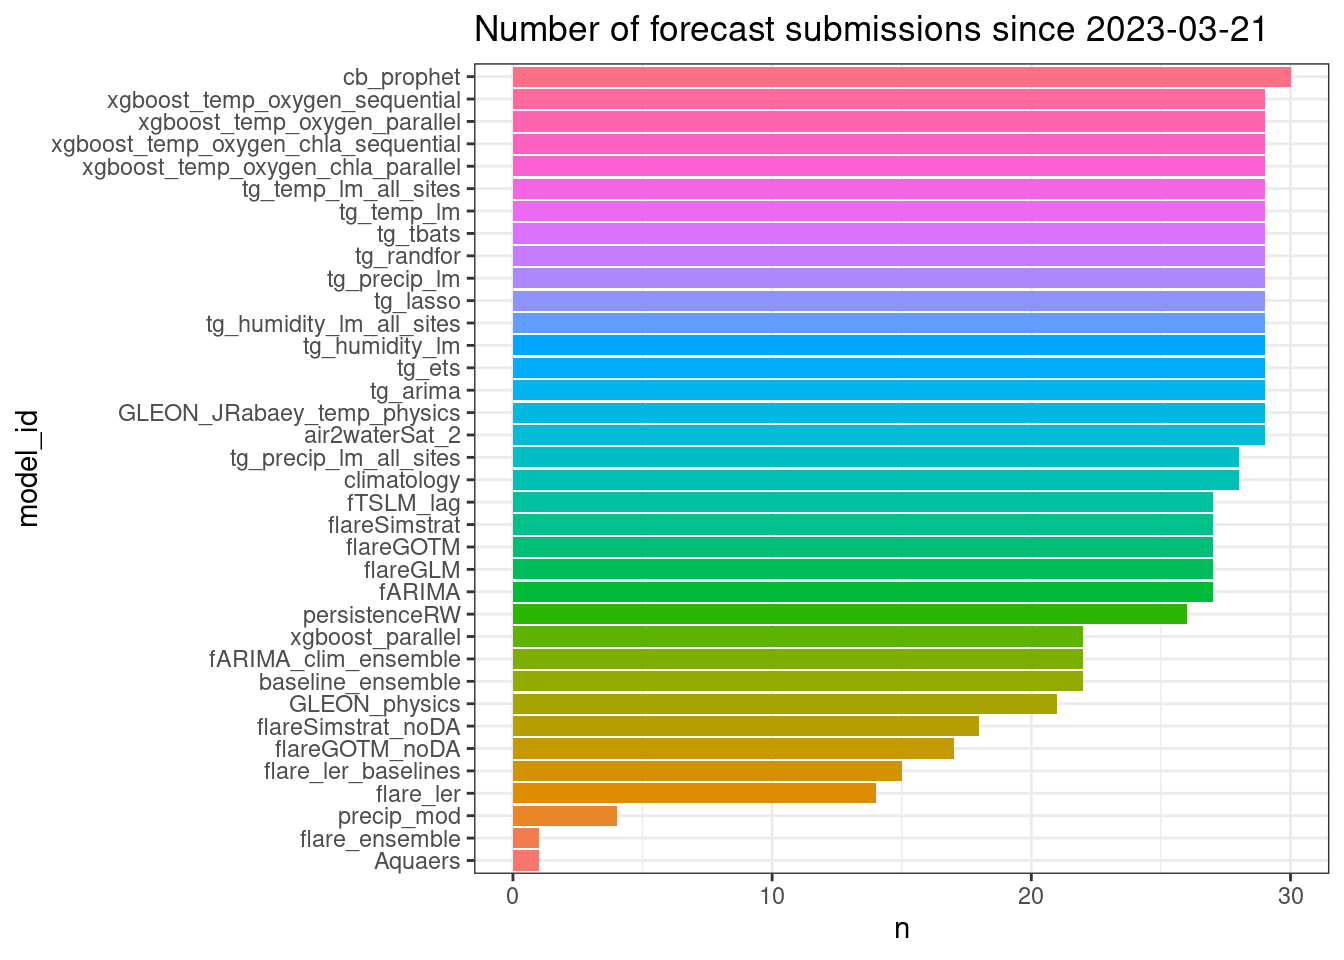 Number of forecast submissions since 2023-03-21
cb_prophet
xgboost_temp_oxygen_sequential
xgboost_temp_oxygen_parallel
xgboost_temp_oxygen_chla_sequential
xgboost_temp_oxygen_chla_parallel
tg_temp_lm_all_sites
tg_temp_lm
tg_tbats
tg_randfor
tg_precip_lm
tg_lasso
tg_humidity_lm_all_sites
tg_humidity_lm
tg_ets
tg_arima
GLEON_JRabaey_temp_physics
air2waterSat_2
tg_precip_lm_all_sites
climatology
fTSLM_lag
flareSimstrat
flareGOTM
flareGLM
fARIMA
persistenceRW
xgboost_parallel
fARIMA_clim_ensemble
baseline_ensemble
GLEON_physics
flareSimstrat_noDA
flareGOTM_noDA
flare_ler_baselines
flare_ler
precip_mod
flare_ensemble
Aquaers
model_id
0 10 20 30
n